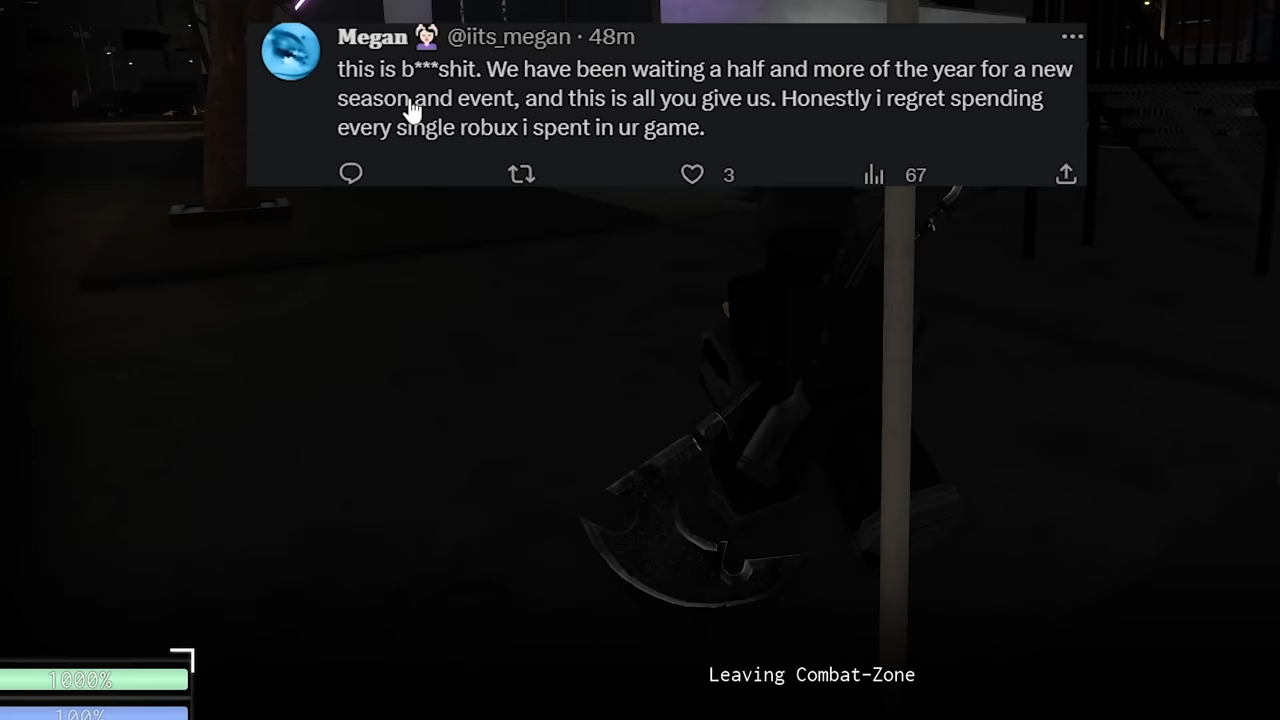 Megan 💆🏻‍♀️ @iits_megan · 48m
this is b***shit. We have been waiting a half and more of the year for a new
season and event, and this is all you give us. Honestly i regret spending
every single robux i spent in ur game.
3 67
1000%
100%
Leaving Combat-Zone